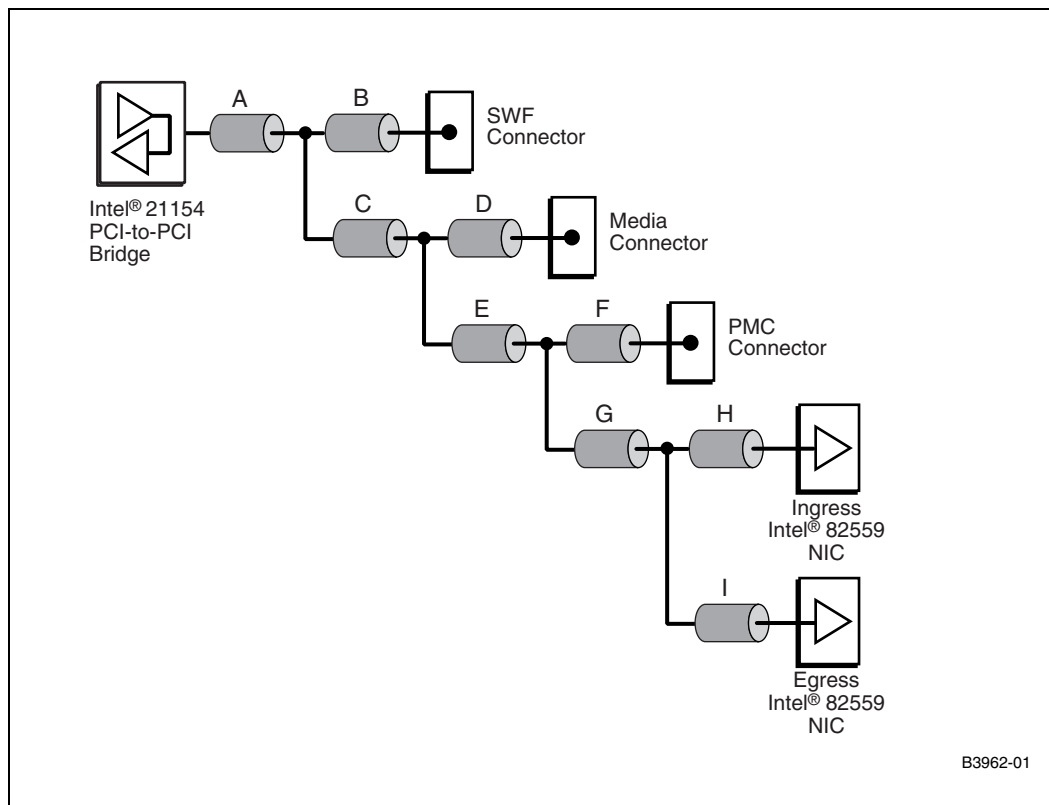 A
B
SWF
Connector
Intel® 21154
PCI-to-PCI
Bridge
C
D
Media
Connector
E
F
PMC
Connector
G
H
Ingress
Intel® 82559
NIC
I
Egress
Intel® 82559
NIC
B3962-01